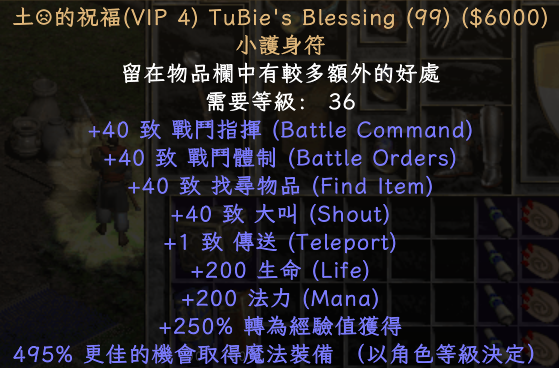 土☹的祝福(VIP 4) TuBie's Blessing (99) ($6000)
小護身符
留在物品欄中有較多額外的好處
需要等級： 36
+40 致 戰鬥指揮 (Battle Command)
+40 致 戰鬥體制 (Battle Orders)
+40 致 找尋物品 (Find Item)
+40 致 大叫 (Shout)
+1 致 傳送 (Teleport)
+200 生命 (Life)
+200 法力 (Mana)
+250% 轉為經驗值獲得
495% 更佳的機會取得魔法裝備 （以角色等級決定）